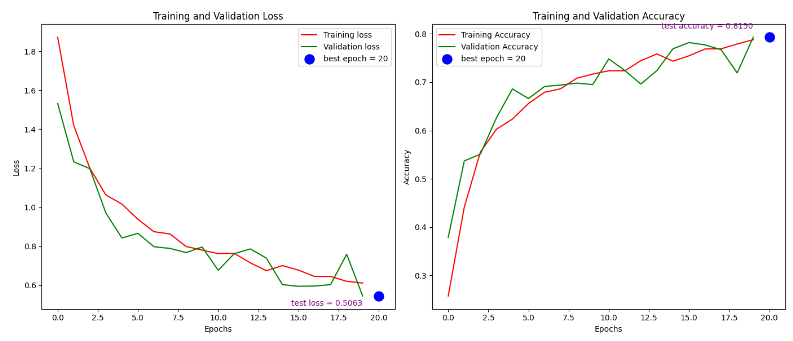 Training and Validation Loss
Training loss
Validation loss
best epoch = 20
1.8
1.6
1.4
1.2
1.0
0.8
0.6
Loss
test loss = 0.5063
0.0 2.5 5.0 7.5 10.0 12.5 15.0 17.5 20.0
Epochs
Training and Validation Accuracy
test accuracy = 0.8150
Training Accuracy
Validation Accuracy
best epoch = 20
0.8
0.7
0.6
0.5
0.4
0.3
Accuracy
0.0 2.5 5.0 7.5 10.0 12.5 15.0 17.5 20.0
Epochs